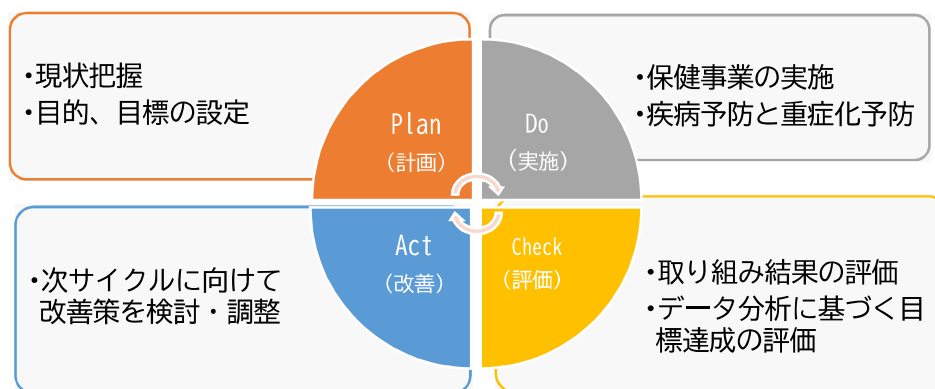 ・現状把握
・目的、目標の設定
Plan
（計画）
Do
（実施）
・保健事業の実施
・疾病予防と重症化予防
・次サイクルに向けて
改善策を検討・調整
Act
（改善）
Check
（評価）
・取り組み結果の評価
・データ分析に基づく目
標達成の評価